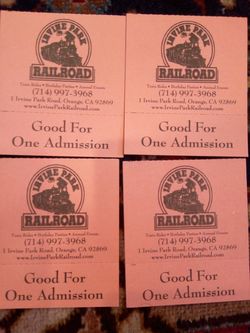 IRVINE PARK
RAILROAD
Train Rides • Birthday Parties • Annual Events
(714) 997-3968
1 Irvine Park Road, Orange, CA 92869
www.IrvineParkRailroad.com
Good For
One Admission
IRVINE PARK
RAILROAD
Train Rides • Birthday Parties • Annual Events
(714) 997-3968
1 Irvine Park Road, Orange, CA 92869
www.IrvineParkRailroad.com
Good For
One Admission
IRVINE PARK
RAILROAD
Train Rides • Birthday Parties • Annual Events
(714) 997-3968
1 Irvine Park Road, Orange, CA 92869
www.IrvineParkRailroad.com
Good For
One Admission
IRVINE PARK
RAILROAD
Train Rides • Birthday Parties • Annual Events
(714) 997-3968
1 Irvine Park Road, Orange, CA 92869
www.IrvineParkRailroad.com
Good For
One Admission